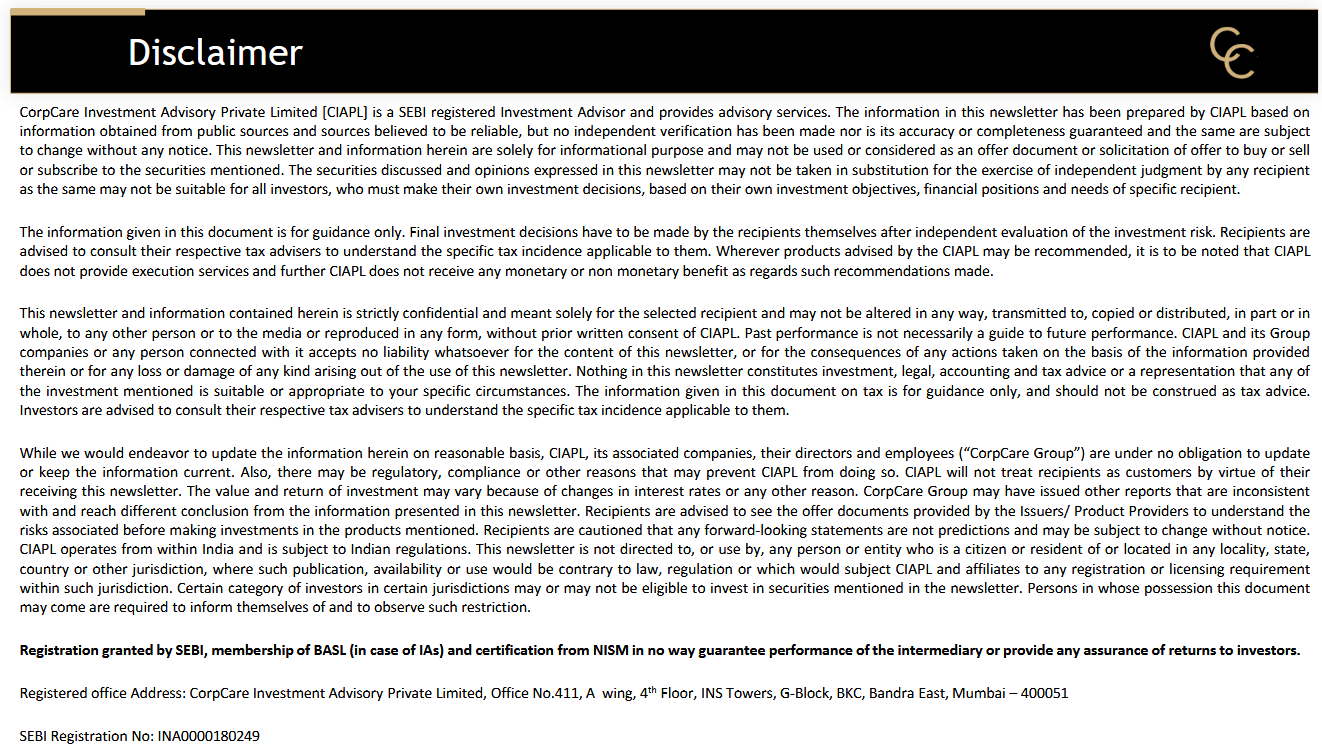 Disclaimer
CC
CorpCare Investment Advisory Private Limited [CIAPL] is a SEBI registered Investment Advisor and provides advisory services. The information in this newsletter has been prepared by CIAPL based on
information obtained from public sources and sources believed to be reliable, but no independent verification has been made nor is its accuracy or completeness guaranteed and the same are subject
to change without any notice. This newsletter and information herein are solely for informational purpose and may not be used or considered as an offer document or solicitation of offer to buy or sell
or subscribe to the securities mentioned. The securities discussed and opinions expressed in this newsletter may not be taken in substitution for the exercise of independent judgment by any recipient
as the same may not be suitable for all investors, who must make their own investment decisions, based on their own investment objectives, financial positions and needs of specific recipient.
The information given in this document is for guidance only. Final investment decisions have to be made by the recipients themselves after independent evaluation of the investment risk. Recipients are
advised to consult their respective tax advisers to understand the specific tax incidence applicable to them. Wherever products advised by the CIAPL may be recommended, it is to be noted that CIAPL
does not provide execution services and further CIAPL does not receive any monetary or non monetary benefit as regards such recommendations made.
This newsletter and information contained herein is strictly confidential and meant solely for the selected recipient and may not be altered in any way, transmitted to, copied or distributed, in part or in
whole, to any other person or to the media or reproduced in any form, without prior written consent of CIAPL. Past performance is not necessarily a guide to future performance. CIAPL and its Group
companies or any person connected with it accepts no liability whatsoever for the content of this newsletter, or for the consequences of any actions taken on the basis of the information provided
therein or for any loss or damage of any kind arising out of the use of this newsletter. Nothing in this newsletter constitutes investment, legal, accounting and tax advice or a representation that any of
the investment mentioned is suitable or appropriate to your specific circumstances. The information given in this document on tax is for guidance only, and should not be construed as tax advice.
Investors are advised to consult their respective tax advisers to understand the specific tax incidence applicable to them.
While we would endeavor to update the information herein on reasonable basis, CIAPL, its associated companies, their directors and employees (“CorpCare Group”) are under no obligation to update
or keep the information current. Also, there may be regulatory, compliance or other reasons that may prevent CIAPL from doing so. CIAPL will not treat recipients as customers by virtue of their
receiving this newsletter. The value and return of investment may vary because of changes in interest rates or any other reason. CorpCare Group may have issued other reports that are inconsistent
with and reach different conclusion from the information presented in this newsletter. Recipients are advised to see the offer documents provided by the Issuers/ Product Providers to understand the
risks associated before making investments in the products mentioned. Recipients are cautioned that any forward-looking statements are not predictions and may be subject to change without notice.
CIAPL operates from within India and is subject to Indian regulations. This newsletter is not directed to, or use by, any person or entity who is a citizen or resident of or located in any locality, state,
country or other jurisdiction, where such publication, availability or use would be contrary to law, regulation or which would subject CIAPL and affiliates to any registration or licensing requirement
within such jurisdiction. Certain category of investors in certain jurisdictions may or may not be eligible to invest in securities mentioned in the newsletter. Persons in whose possession this document
may come are required to inform themselves of and to observe such restriction.
Registration granted by SEBI, membership of BASL (in case of IAs) and certification from NISM in no way guarantee performance of the intermediary or provide any assurance of returns to investors.
Registered office Address: CorpCare Investment Advisory Private Limited, Office No.411, A wing, 4th Floor, INS Towers, G-Block, BKC, Bandra East, Mumbai – 400051
SEBI Registration No: INA0000180249